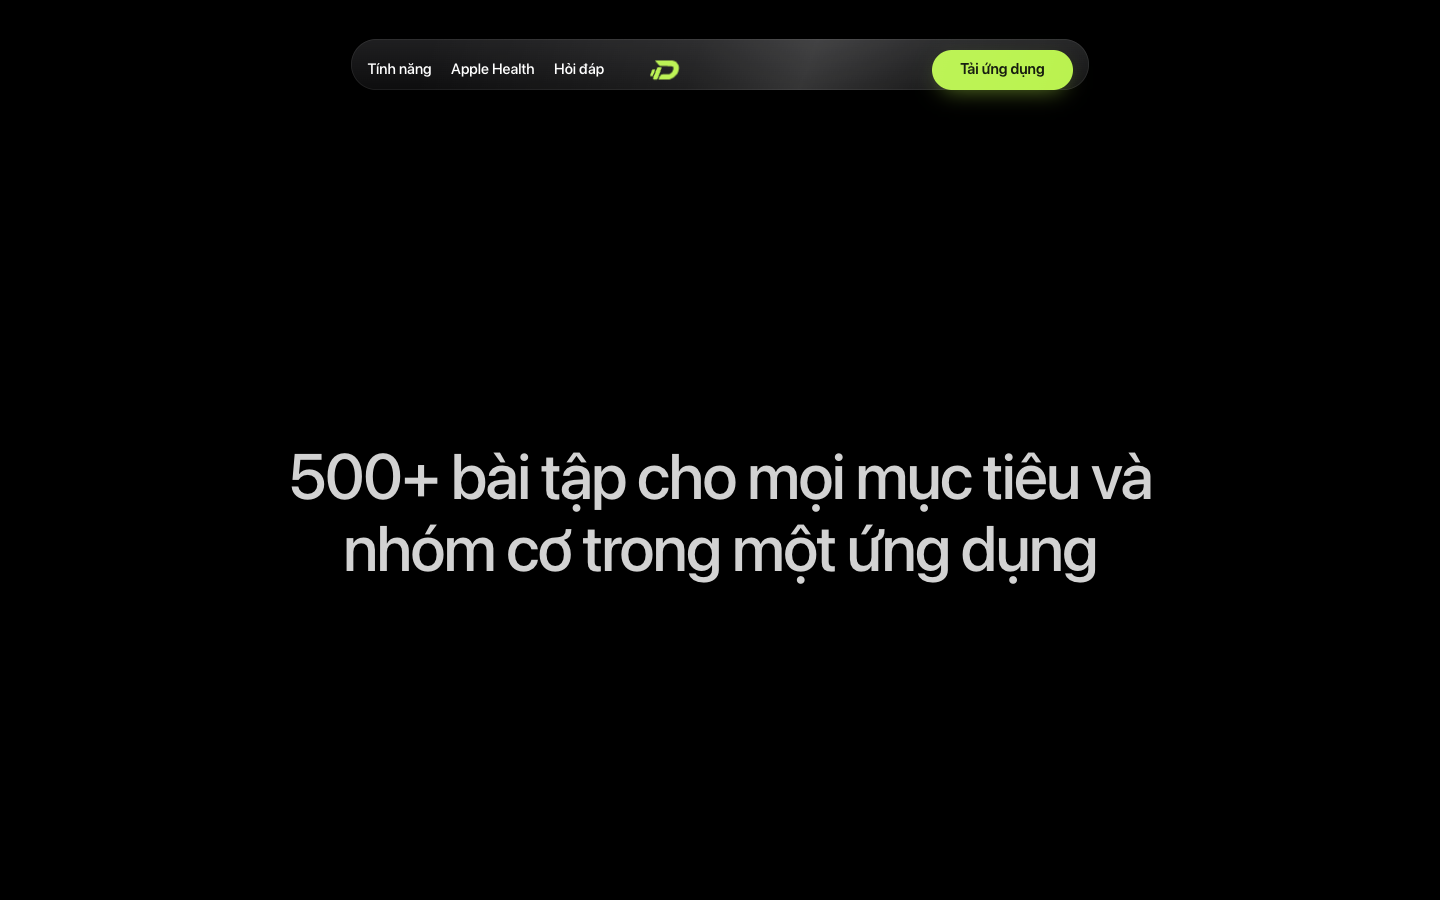 Tính năng
Apple Health
Hỏi đáp
Tải ứng dụng
500+ bài tập cho mọi mục tiêu và
nhóm cơ trong một ứng dụng